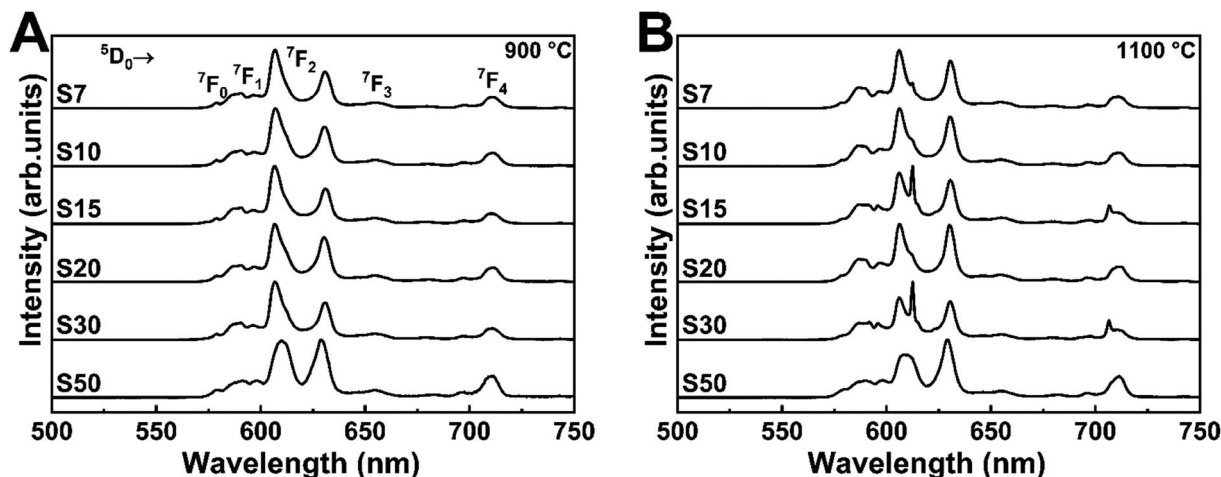 A
⁵D₀→
⁷F₀
⁷F₁
⁷F₂
⁷F₃
⁷F₄
900 °C
S7
S10
S15
S20
S30
S50
Intensity (arb.units)
500 550 600 650 700 750
Wavelength (nm)
B
1100 °C
S7
S10
S15
S20
S30
S50
Intensity (arb.units)
500 550 600 650 700 750
Wavelength (nm)